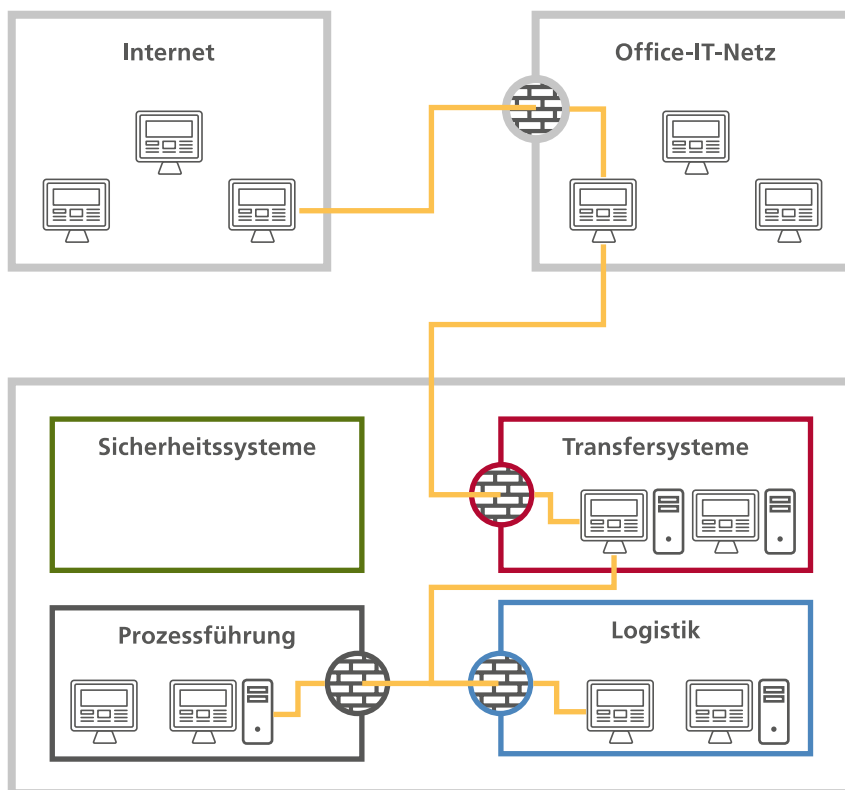 Internet
Office-IT-Netz
Sicherheitssysteme
Transfersysteme
Prozessführung
Logistik